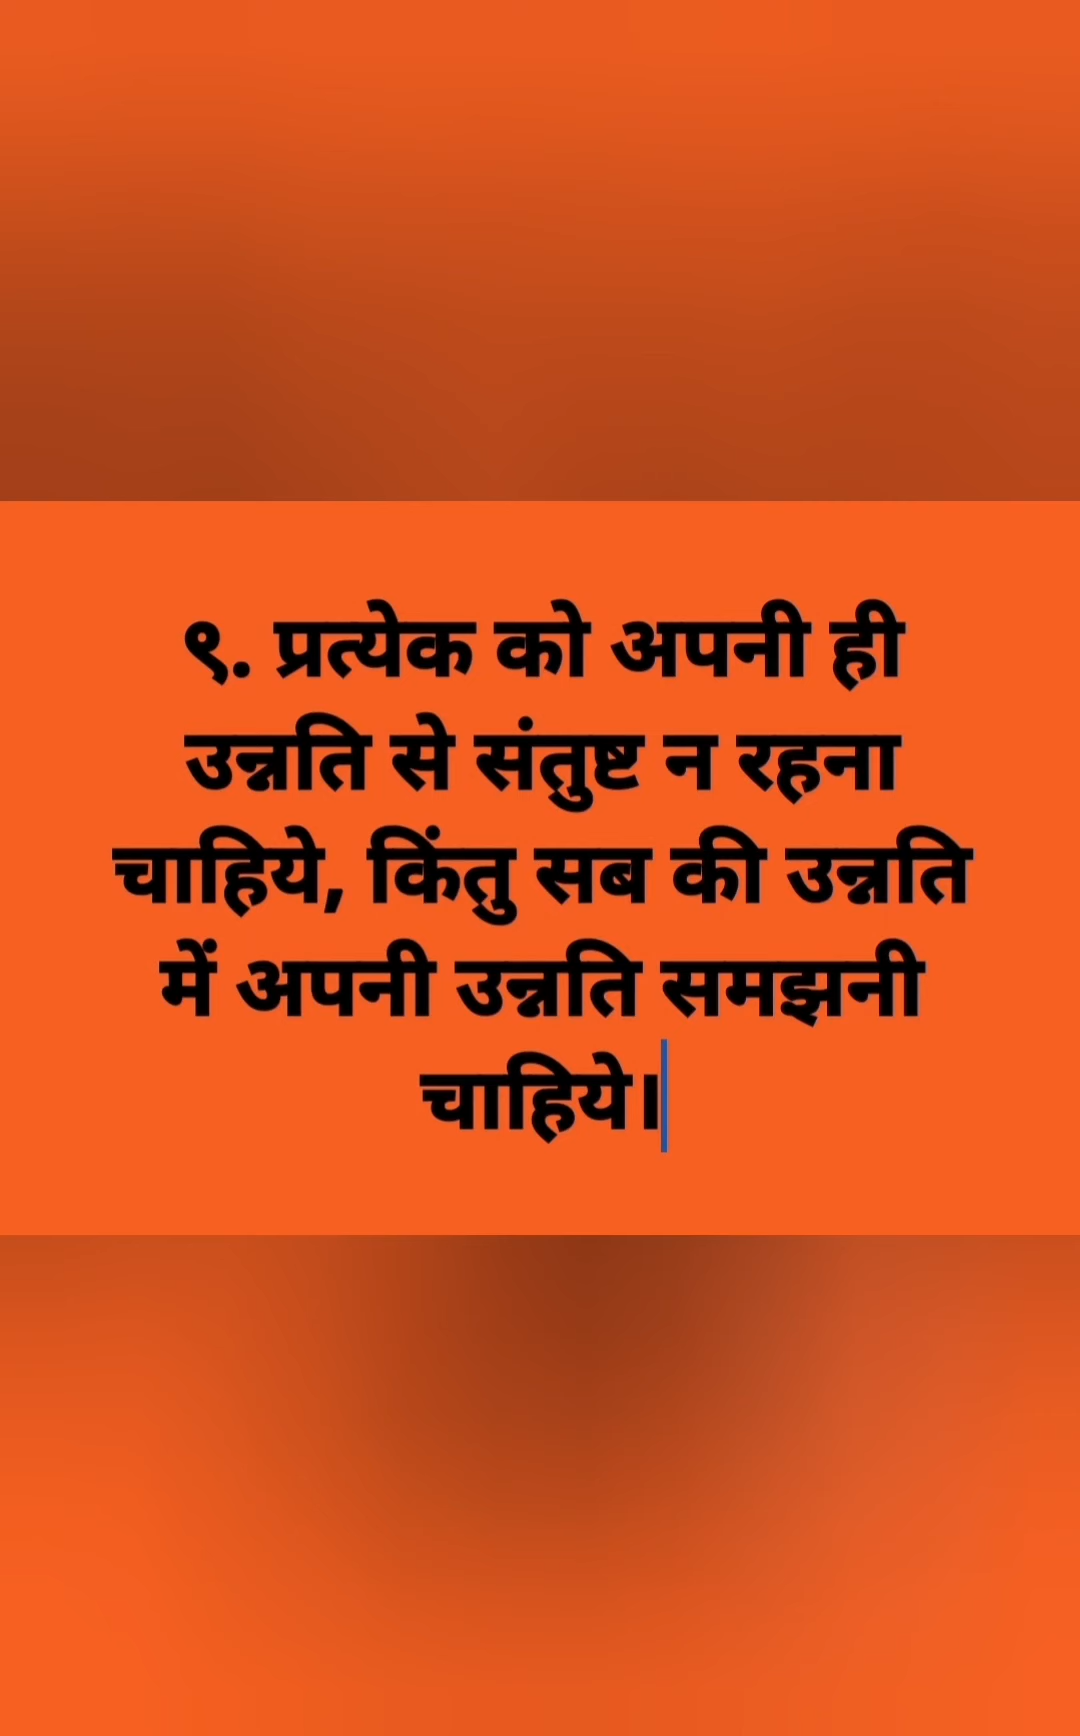 ९. प्रत्येक को अपनी ही
उन्नति से संतुष्ट न रहना
चाहिये, किंतु सब की उन्नति
में अपनी उन्नति समझनी
चाहिये।